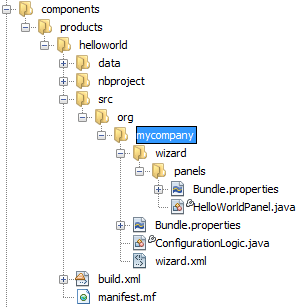 components
products
helloworld
data
nbproject
src
org
mycompany
wizard
panels
Bundle.properties
HelloWorldPanel.java
Bundle.properties
ConfigurationLogic.java
wizard.xml
build.xml
manifest.mf